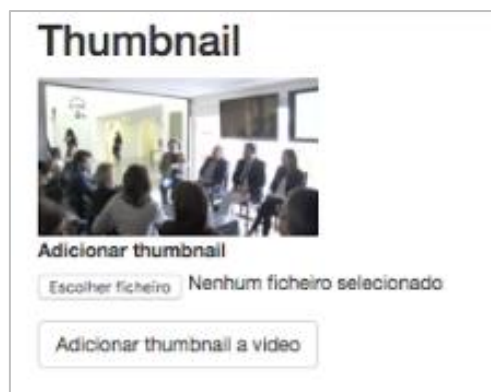 Thumbnail
Adicionar thumbnail
Escolher ficheiro Nenhum ficheiro selecionado
Adicionar thumbnail a video